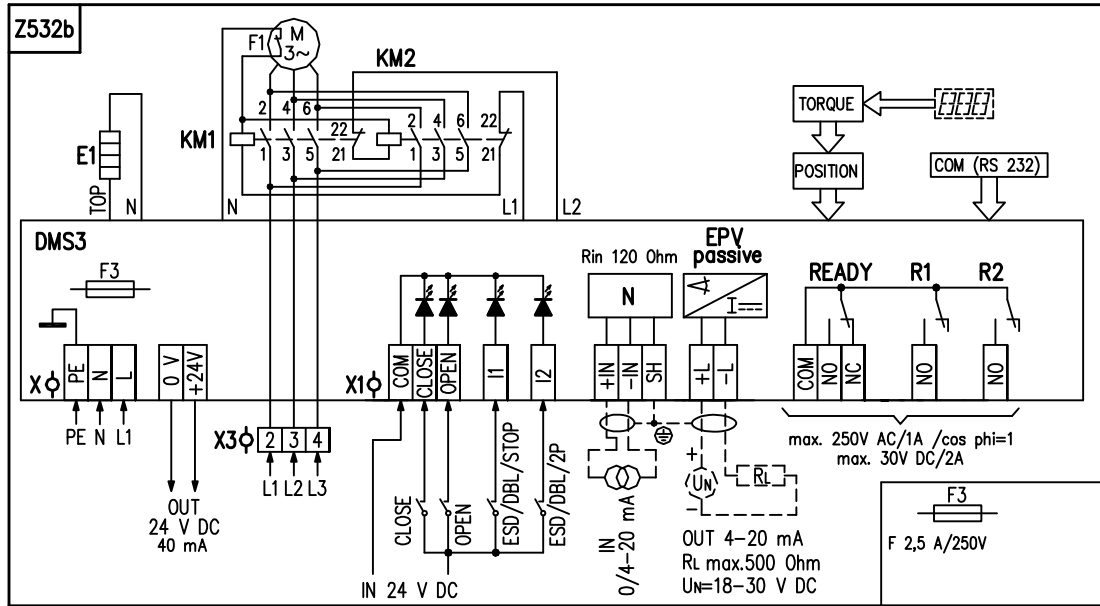 Z532b
M
3~
F1
KM2
KM1
2 4 6 22
1 3 5 21
2 4 6 22
1 3 5 21
E1
TOP N
N
L1
L2
TORQUE
POSITION
COM (RS 232)
DMS3
F3
Rin 120 Ohm
N
EPV
passive
I
READY R1 R2
X
PE N L
0 V +24V
X1
COM CLOSE OPEN I1 I2
+IN -IN SH
+L -L
COM NO NC NO NO
PE N L1
X3
2 3 4
L1 L2 L3
OUT
24 V DC
40 mA
CLOSE
OPEN
ESD/DBL/STOP
ESD/DBL/2P
IN 24 V DC
IN
0/4-20 mA
+
UN
-
RL
OUT 4-20 mA
RL max.500 Ohm
UN=18-30 V DC
max. 250V AC/1A /cos phi=1
max. 30V DC/2A
F3
F 2,5 A/250V